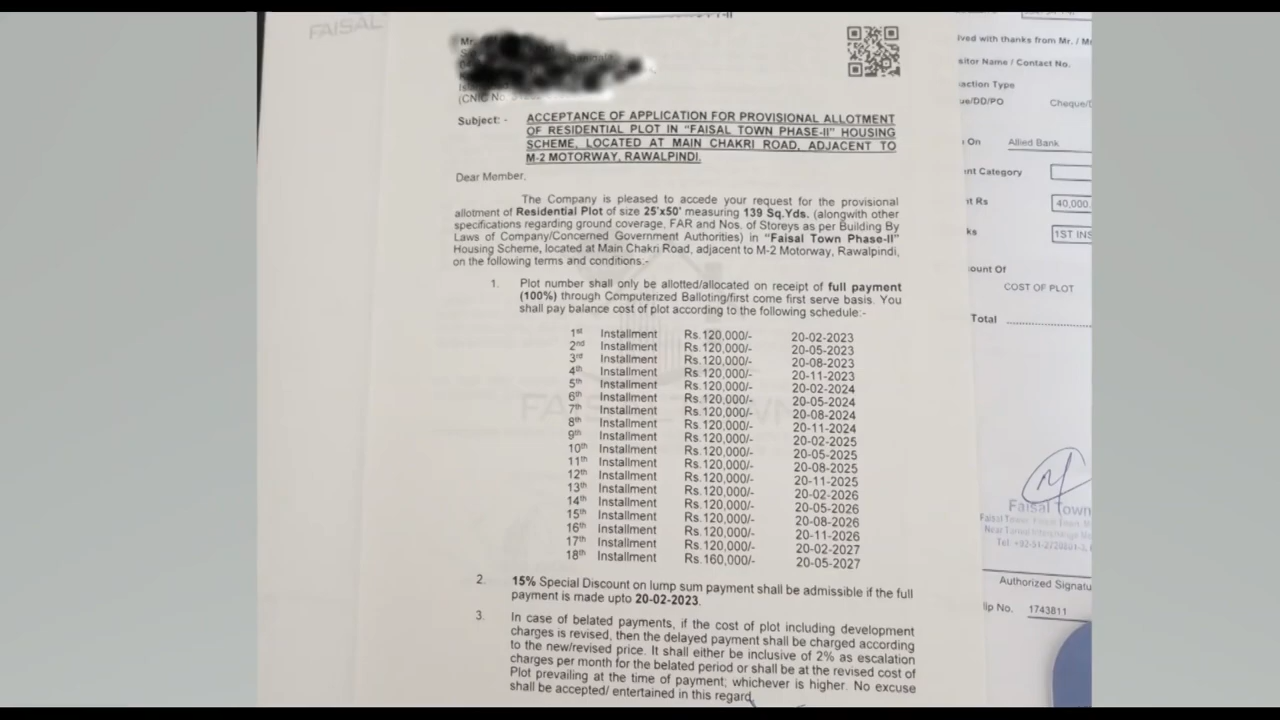 FAISAL
Mr.
(CNIC No.
Subject: - ACCEPTANCE OF APPLICATION FOR PROVISIONAL ALLOTMENT
OF RESIDENTIAL PLOT IN "FAISAL TOWN PHASE-II" HOUSING
SCHEME, LOCATED AT MAIN CHAKRI ROAD, ADJACENT TO
M-2 MOTORWAY, RAWALPINDI.
Dear Member,
The Company is pleased to accede your request for the provisional
allotment of Residential Plot of size 25'x50' measuring 139 Sq.Yds. (alongwith other
specifications regarding ground coverage, FAR and Nos. of Storeys as per Building By
Laws of Company/Concerned Government Authorities) in "Faisal Town Phase-II"
Housing Scheme, located at Main Chakri Road, adjacent to M-2 Motorway, Rawalpindi,
on the following terms and conditions:-
1. Plot number shall only be allotted/allocated on receipt of full payment
(100%) through Computerized Balloting/first come first serve basis. You
shall pay balance cost of plot according to the following schedule:-
1st Installment Rs.120,000/- 20-02-2023
2nd Installment Rs.120,000/- 20-05-2023
3rd Installment Rs.120,000/- 20-08-2023
4th Installment Rs.120,000/- 20-11-2023
5th Installment Rs.120,000/- 20-02-2024
6th Installment Rs.120,000/- 20-05-2024
7th Installment Rs.120,000/- 20-08-2024
8th Installment Rs.120,000/- 20-11-2024
9th Installment Rs.120,000/- 20-02-2025
10th Installment Rs.120,000/- 20-05-2025
11th Installment Rs.120,000/- 20-08-2025
12th Installment Rs.120,000/- 20-11-2025
13th Installment Rs.120,000/- 20-02-2026
14th Installment Rs.120,000/- 20-05-2026
15th Installment Rs.120,000/- 20-08-2026
16th Installment Rs.120,000/- 20-11-2026
17th Installment Rs.120,000/- 20-02-2027
18th Installment Rs.160,000/- 20-05-2027
FAISAL TOWN
2. 15% Special Discount on lump sum payment shall be admissible if the full
payment is made upto 20-02-2023.
3. In case of belated payments, if the cost of plot including development
charges is revised, then the delayed payment shall be charged according
to the new/revised price. It shall either be inclusive of 2% as escalation
charges per month for the belated period or shall be at the revised cost of
Plot prevailing at the time of payment; whichever is higher. No excuse
shall be accepted/ entertained in this regard.
ved with thanks from Mr. / M
sitor Name / Contact No.
action Type
ue/DD/PO Cheque/D
On Allied Bank
nt Category
t Rs 40,000
ks 1ST INS
ount Of
COST OF PLOT
Total
Faisal Town
Authorized Signatu
lip No. 1743811